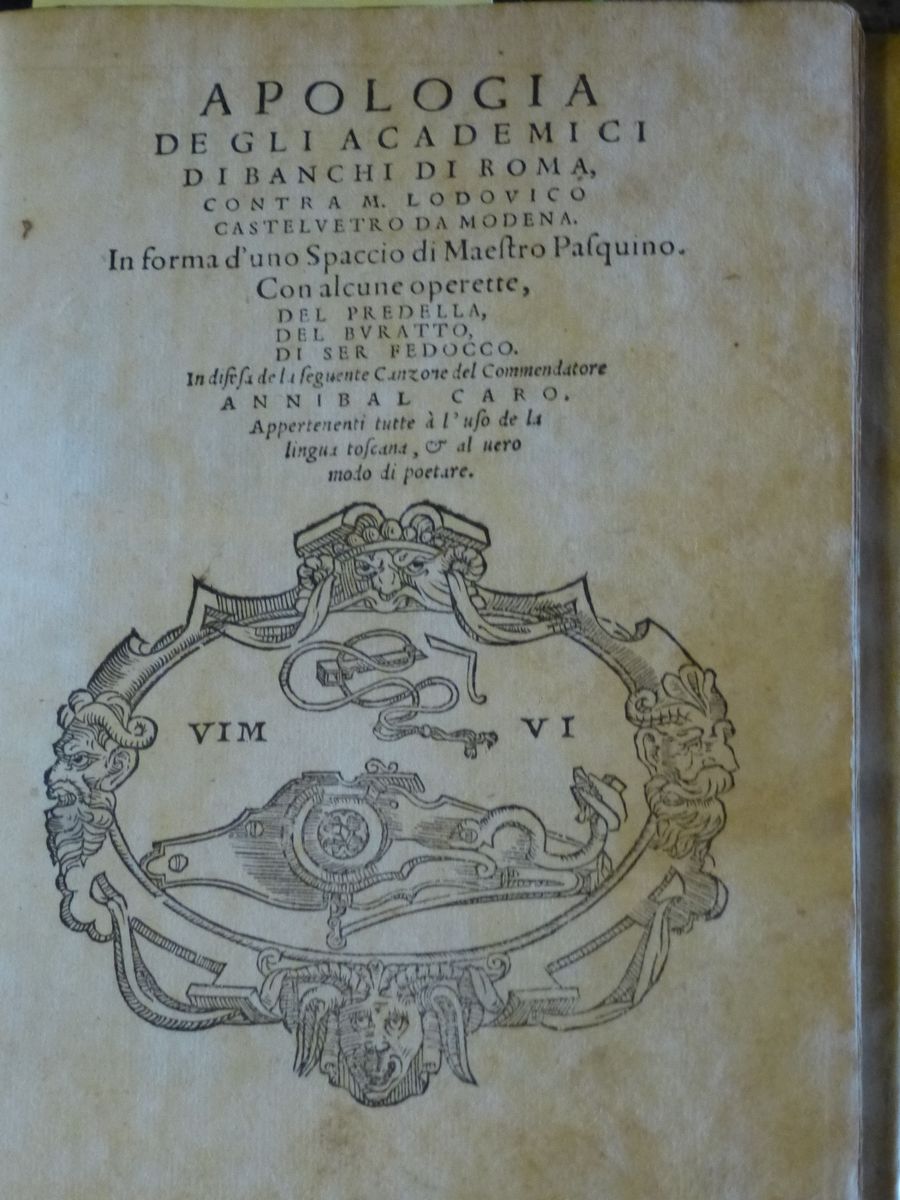 APOLOGIA
DEGLI ACADEMICI
DI BANCHI DI ROMA,
CONTRA M. LODOVICO
CASTELVETRO DA MODENA.
In forma d'uno Spaccio di Maeſtro Paſquino.
Con alcune operette,
DEL PREDELLA,
DEL BVRATTO,
DI SER FEDOCCO.
In difeſa de la ſeguente Canzone del Commendatore
ANNIBAL CARO.
Appertenenti tutte à l'uſo de la
lingua toſcana, & al uero
modo di poetare.
VIM VI